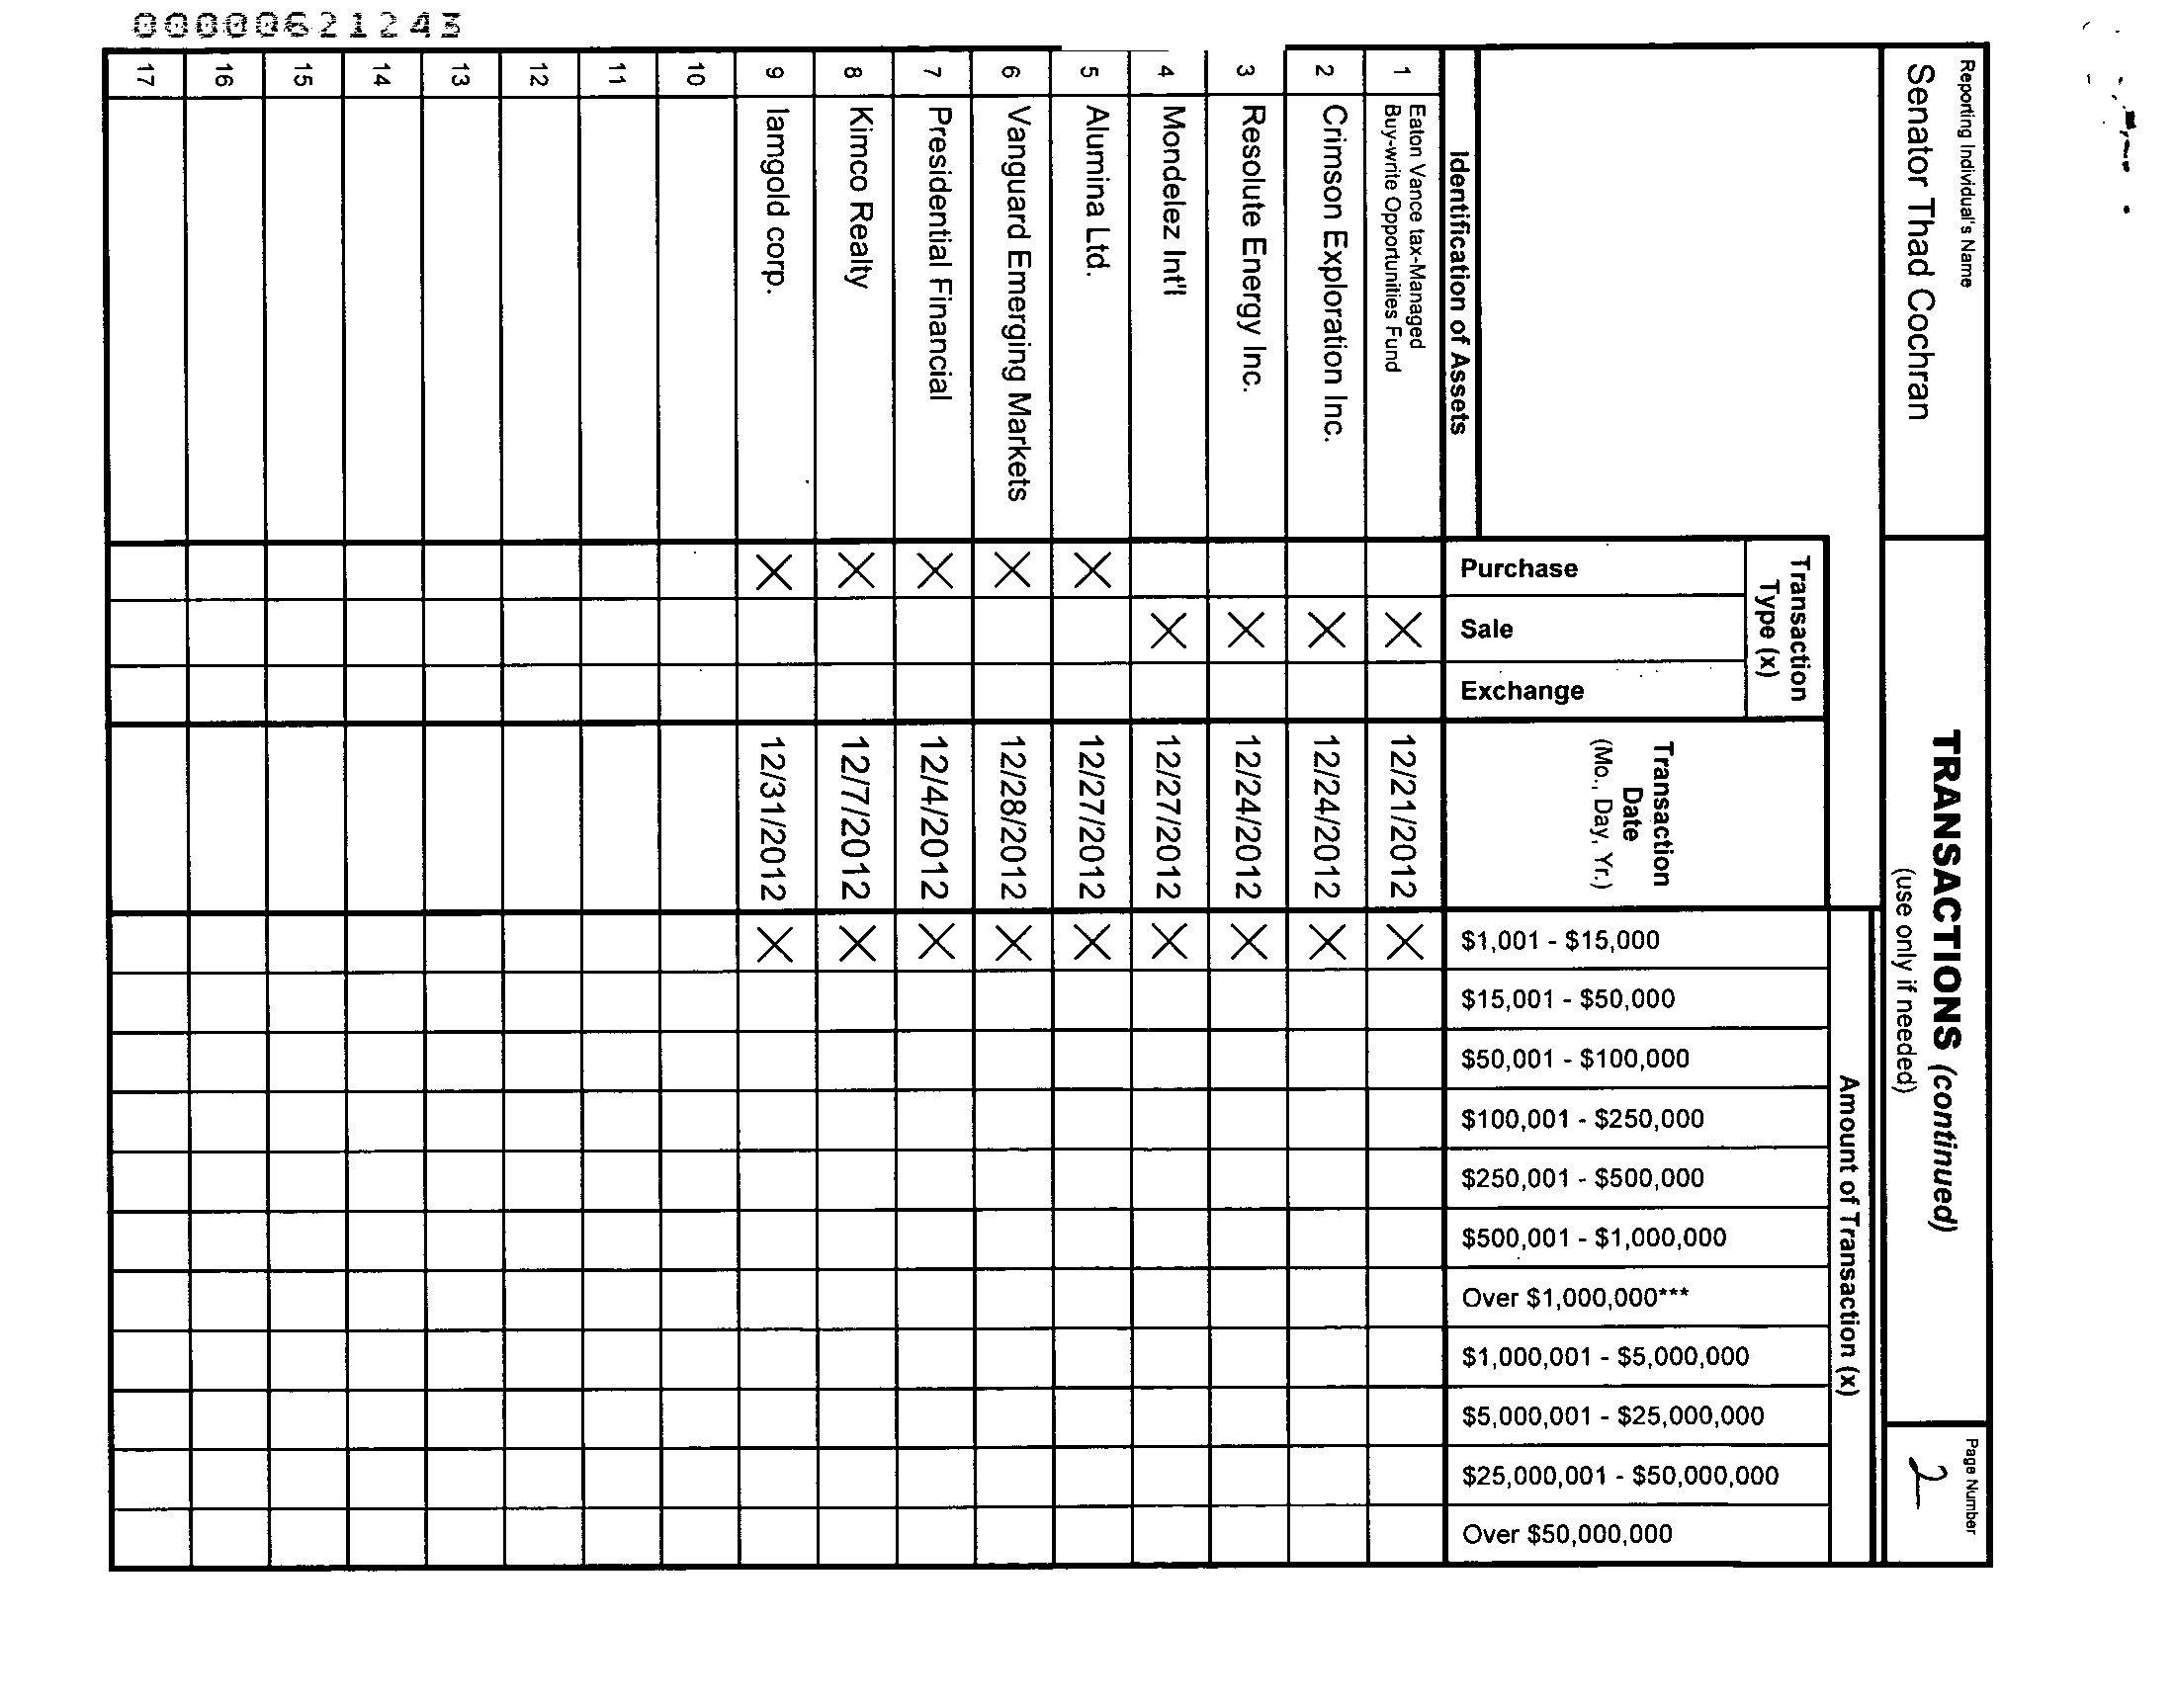 00000621243
Reporting Individual's Name
Senator Thad Cochran
TRANSACTIONS (continued)
(use only if needed)
Page Number
2
Transaction
Type (x)
Amount of Transaction (x)
Identification of Assets
Purchase
Sale
Exchange
Transaction
Date
(Mo., Day, Yr.)
$1,001 - $15,000
$15,001 - $50,000
$50,001 - $100,000
$100,001 - $250,000
$250,001 - $500,000
$500,001 - $1,000,000
Over $1,000,000***
$1,000,001 - $5,000,000
$5,000,001 - $25,000,000
$25,000,001 - $50,000,000
Over $50,000,000
1 Eaton Vance tax-Managed
Buy-write Opportunities Fund X 12/21/2012 X
2 Crimson Exploration Inc. X 12/24/2012 X
3 Resolute Energy Inc. X 12/24/2012 X
4 Mondelez Int'l X 12/27/2012 X
5 Alumina Ltd. X 12/27/2012 X
6 Vanguard Emerging Markets X 12/28/2012 X
7 Presidential Financial X 12/4/2012 X
8 Kimco Realty X 12/7/2012 X
9 Iamgold corp. X 12/31/2012 X
10
11
12
13
14
15
16
17